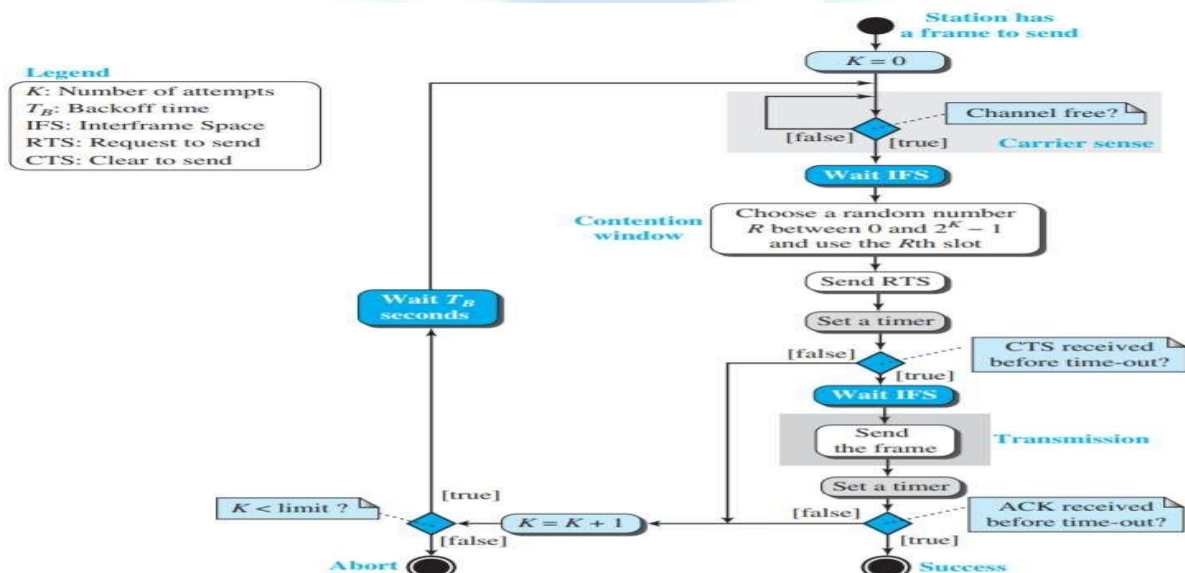 Station has
a frame to send
Legend
K: Number of attempts
T_B: Backoff time
IFS: Interframe Space
RTS: Request to send
CTS: Clear to send
K = 0
Channel free?
[false]
[true]
Carrier sense
Wait IFS
Contention
window
Choose a random number
R between 0 and 2^K − 1
and use the Rth slot
Send RTS
Wait T_B
seconds
Set a timer
[false]
CTS received
before time-out?
[true]
Wait IFS
Send
the frame
Transmission
Set a timer
[true]
K < limit ?
K = K + 1
[false]
ACK received
before time-out?
[false]
[true]
Abort
Success